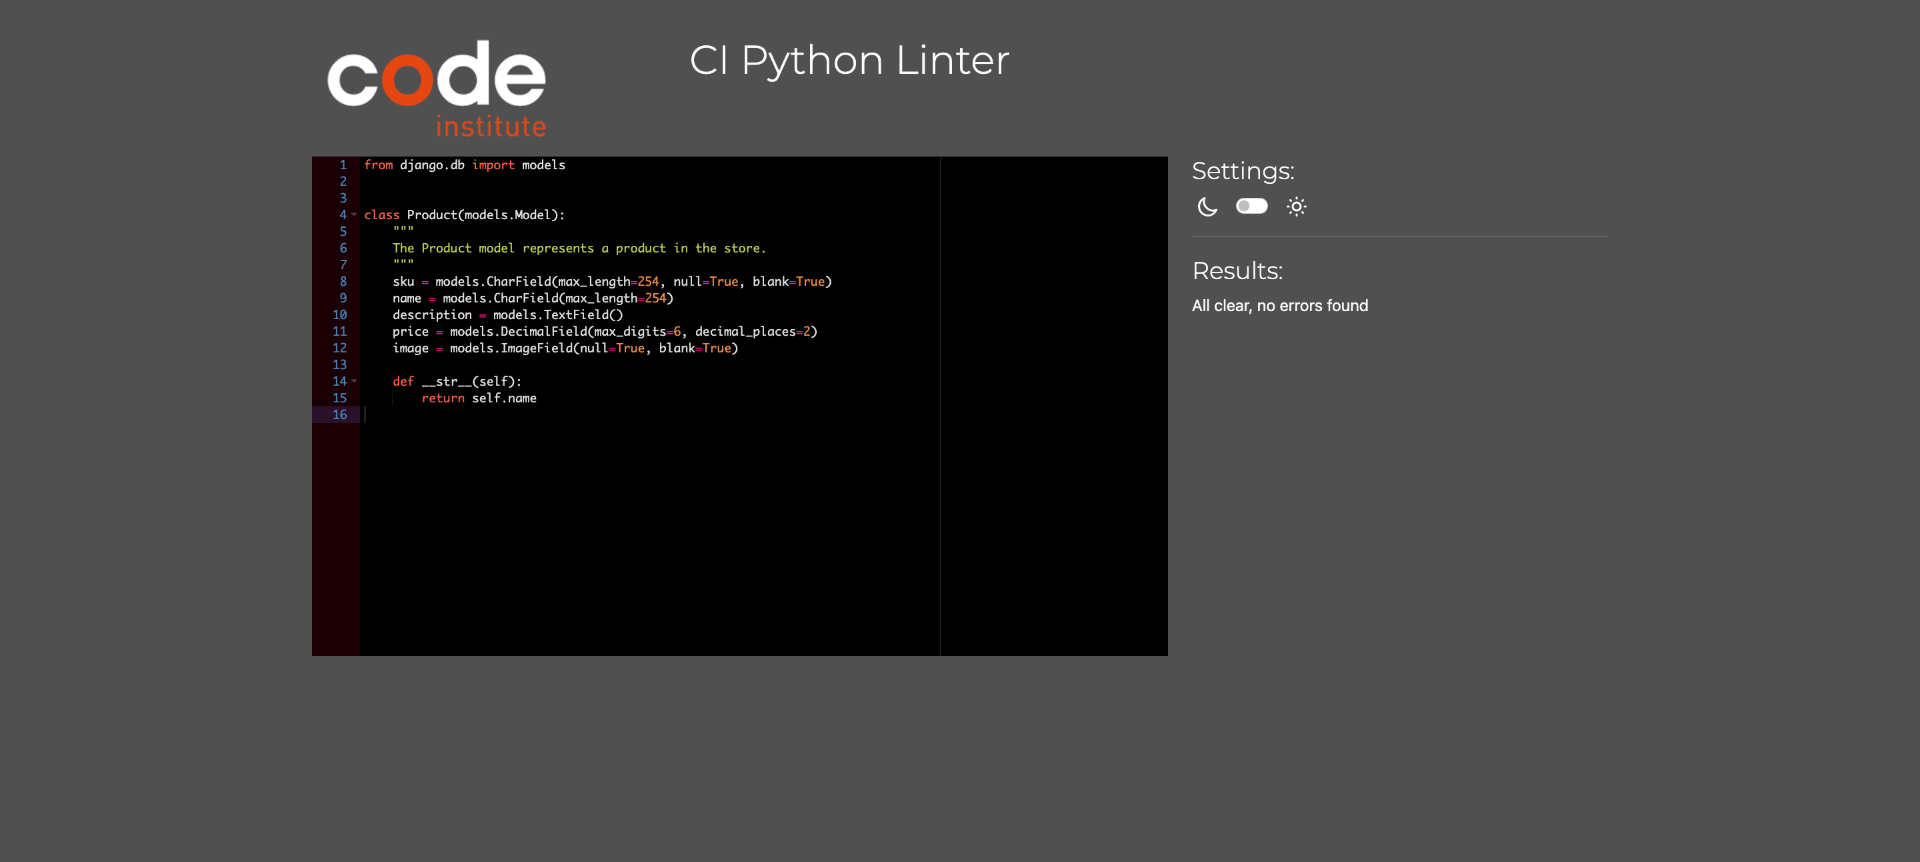 code
institute
CI Python Linter
1 from django.db import models
2
3
4 class Product(models.Model):
5     """
6     The Product model represents a product in the store.
7     """
8     sku = models.CharField(max_length=254, null=True, blank=True)
9     name = models.CharField(max_length=254)
10     description = models.TextField()
11     price = models.DecimalField(max_digits=6, decimal_places=2)
12     image = models.ImageField(null=True, blank=True)
13
14     def __str__(self):
15         return self.name
16
Settings:
Results:
All clear, no errors found